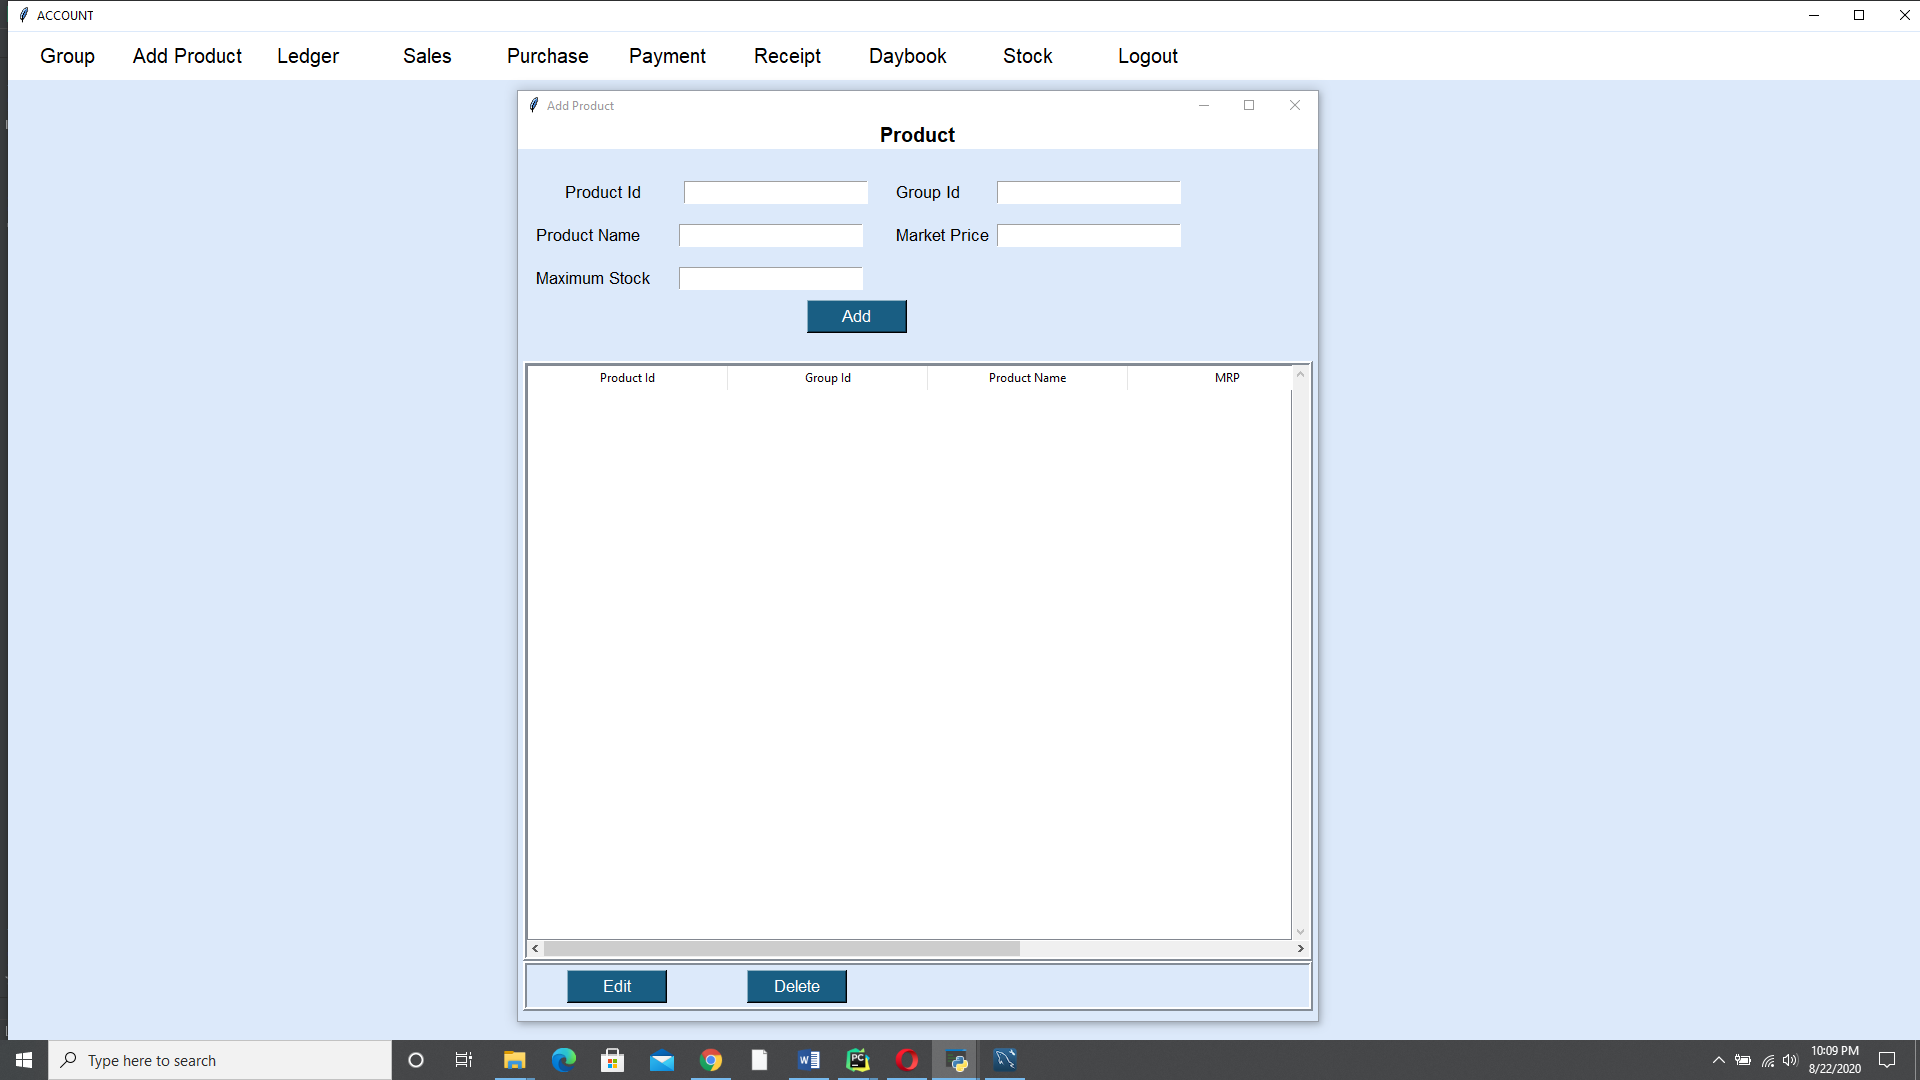 ACCOUNT
Group Add Product Ledger Sales Purchase Payment Receipt Daybook Stock Logout
Add Product
Product
Product Id Group Id
Product Name Market Price
Maximum Stock
Add
Product Id Group Id Product Name MRP
Edit Delete
Type here to search
10:09 PM
8/22/2020